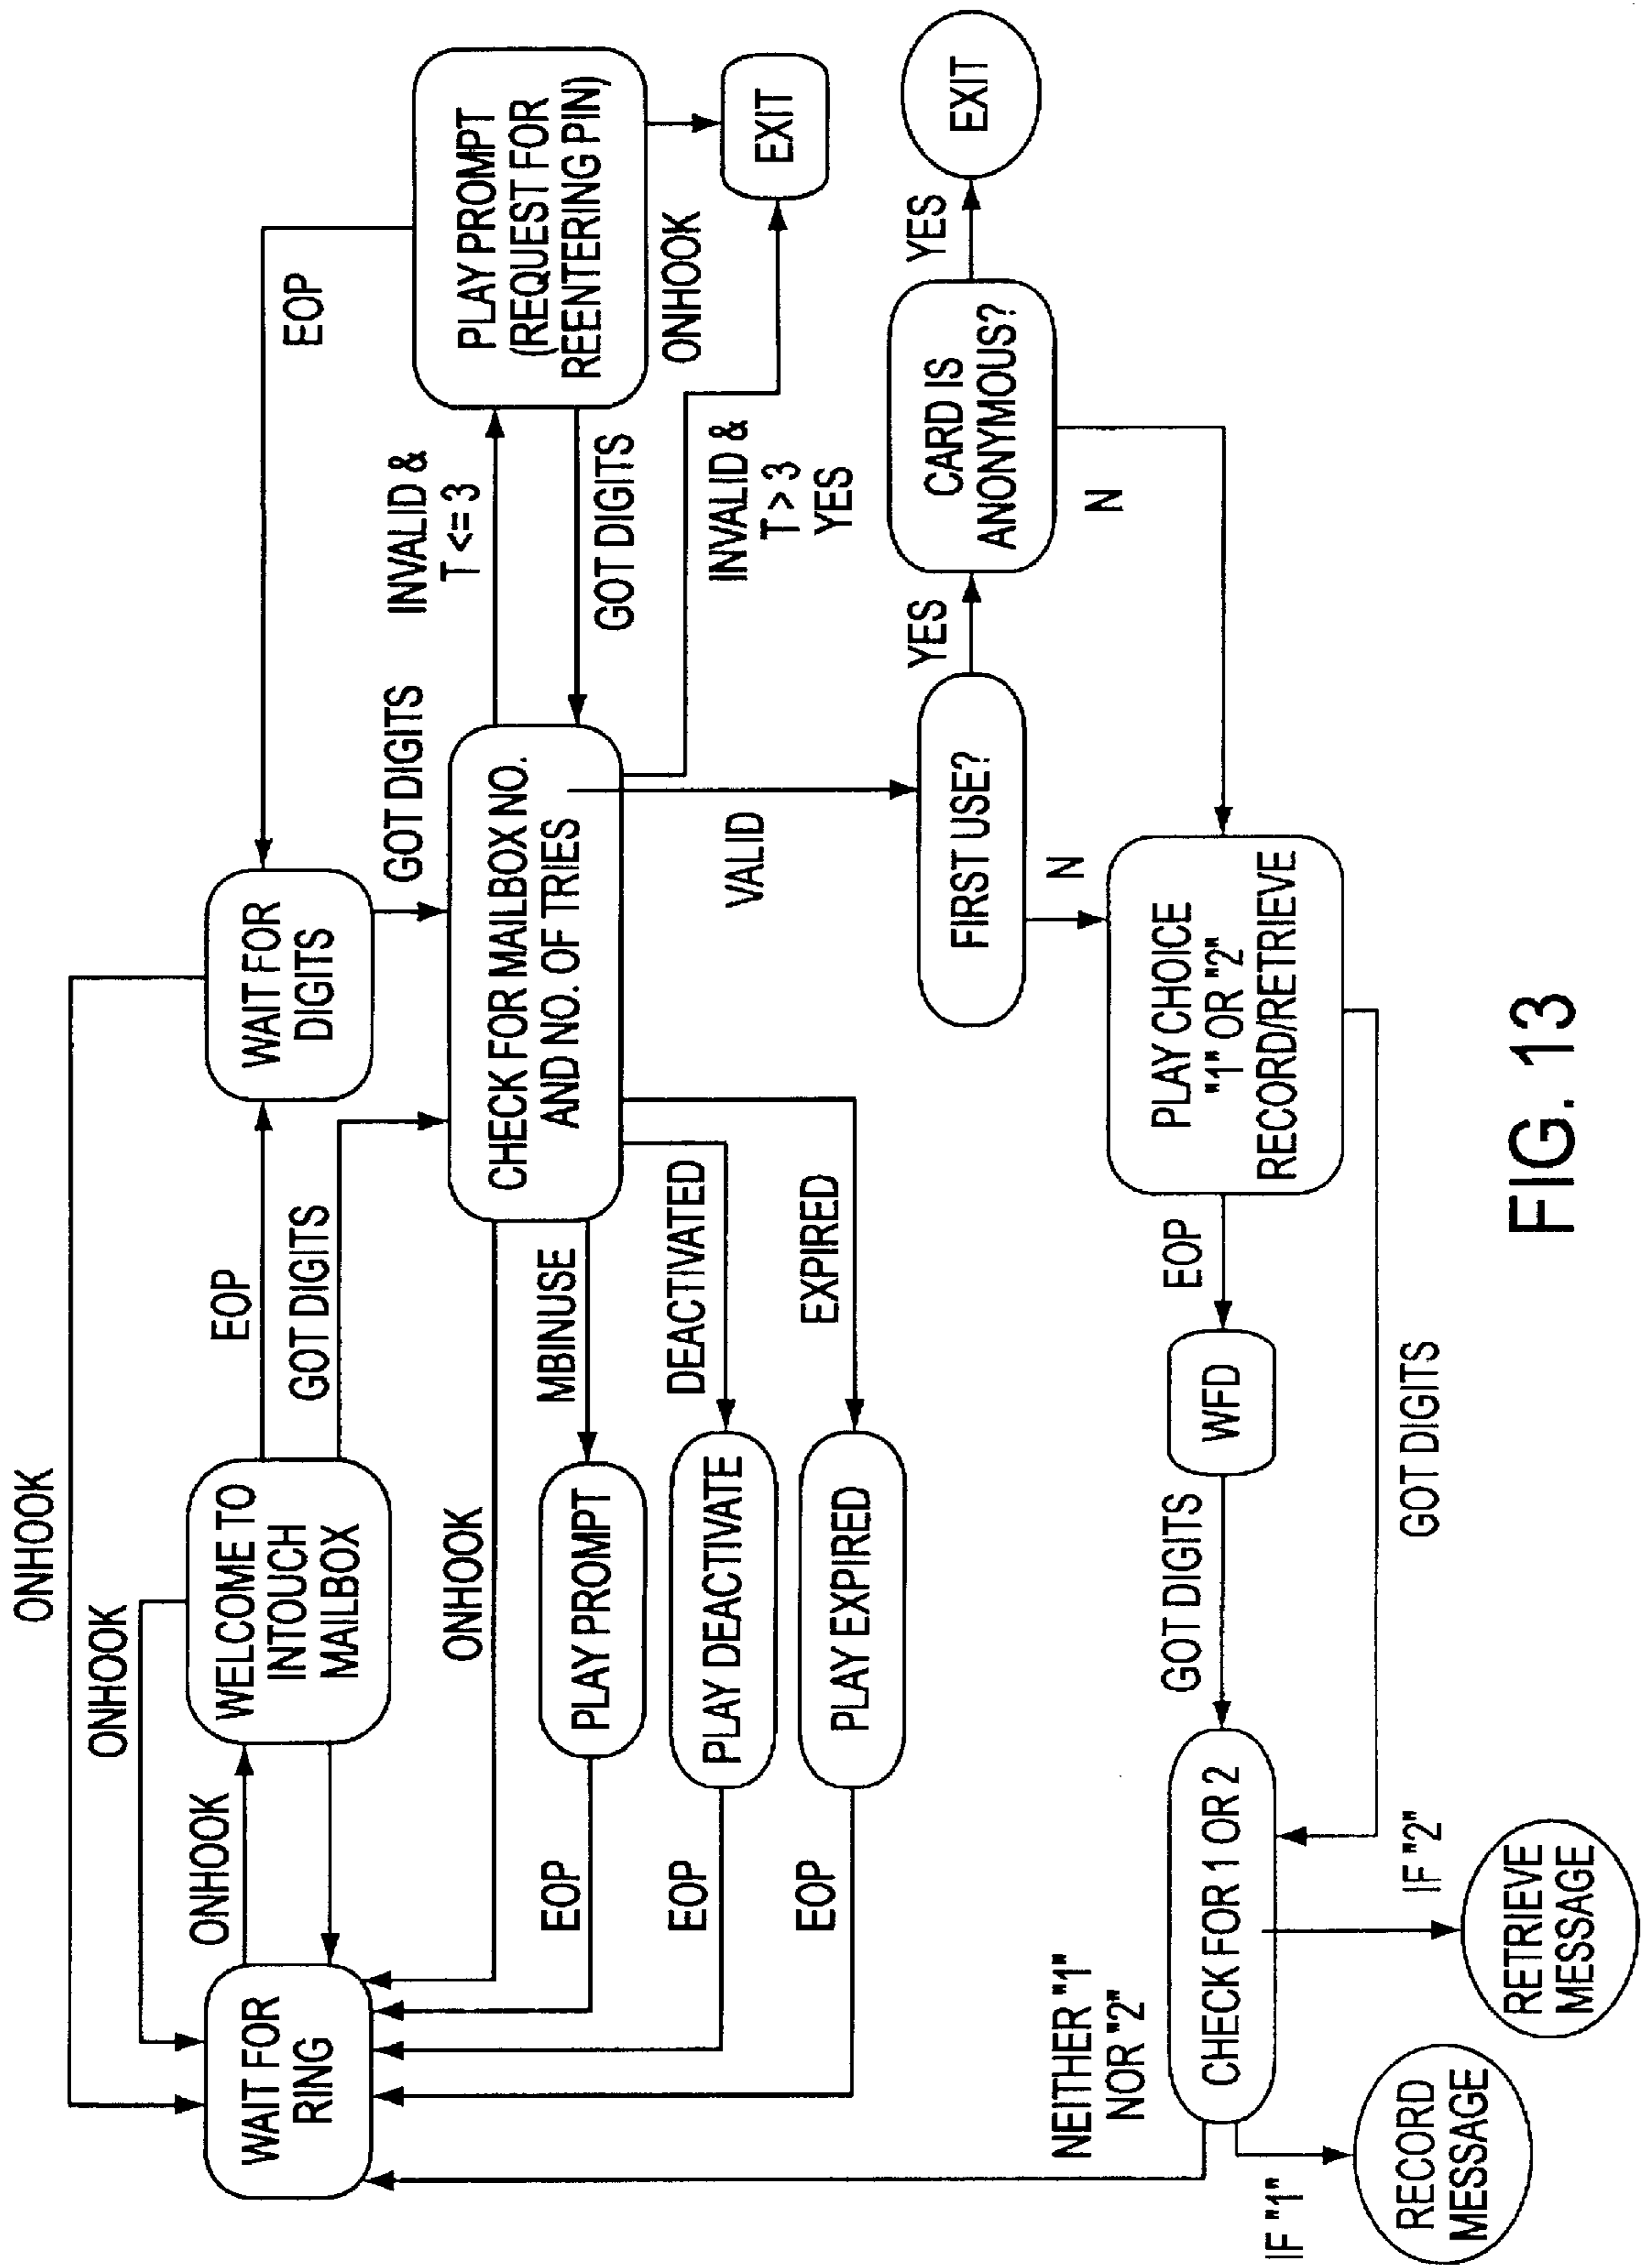 ONHOOK
ONHOOK
ONHOOK
WAIT FOR
RING
WELCOME TO
INTOUCH
MAILBOX
EOP
GOT DIGITS
WAIT FOR
DIGITS
EOP
GOT DIGITS
INVALID &
T <= 3
PLAY PROMPT
(REQUEST FOR
REENTERING PIN)
GOT DIGITS
ONHOOK
EXIT
INVALID &
T > 3
YES
CHECK FOR MAILBOX NO.
AND NO. OF TRIES
ONHOOK
MBINUSE
PLAY PROMPT
EOP
DEACTIVATED
PLAY DEACTIVATE
EOP
EXPIRED
PLAY EXPIRED
EOP
VALID
FIRST USE?
YES
CARD IS
ANONYMOUS?
YES
EXIT
N
N
PLAY CHOICE
"1" OR "2"
RECORD/RETRIEVE
EOP
WFD
GOT DIGITS
GOT DIGITS
CHECK FOR 1 OR 2
NEITHER "1"
NOR "2"
IF "1"
RECORD
MESSAGE
IF "2"
RETRIEVE
MESSAGE
FIG. 13